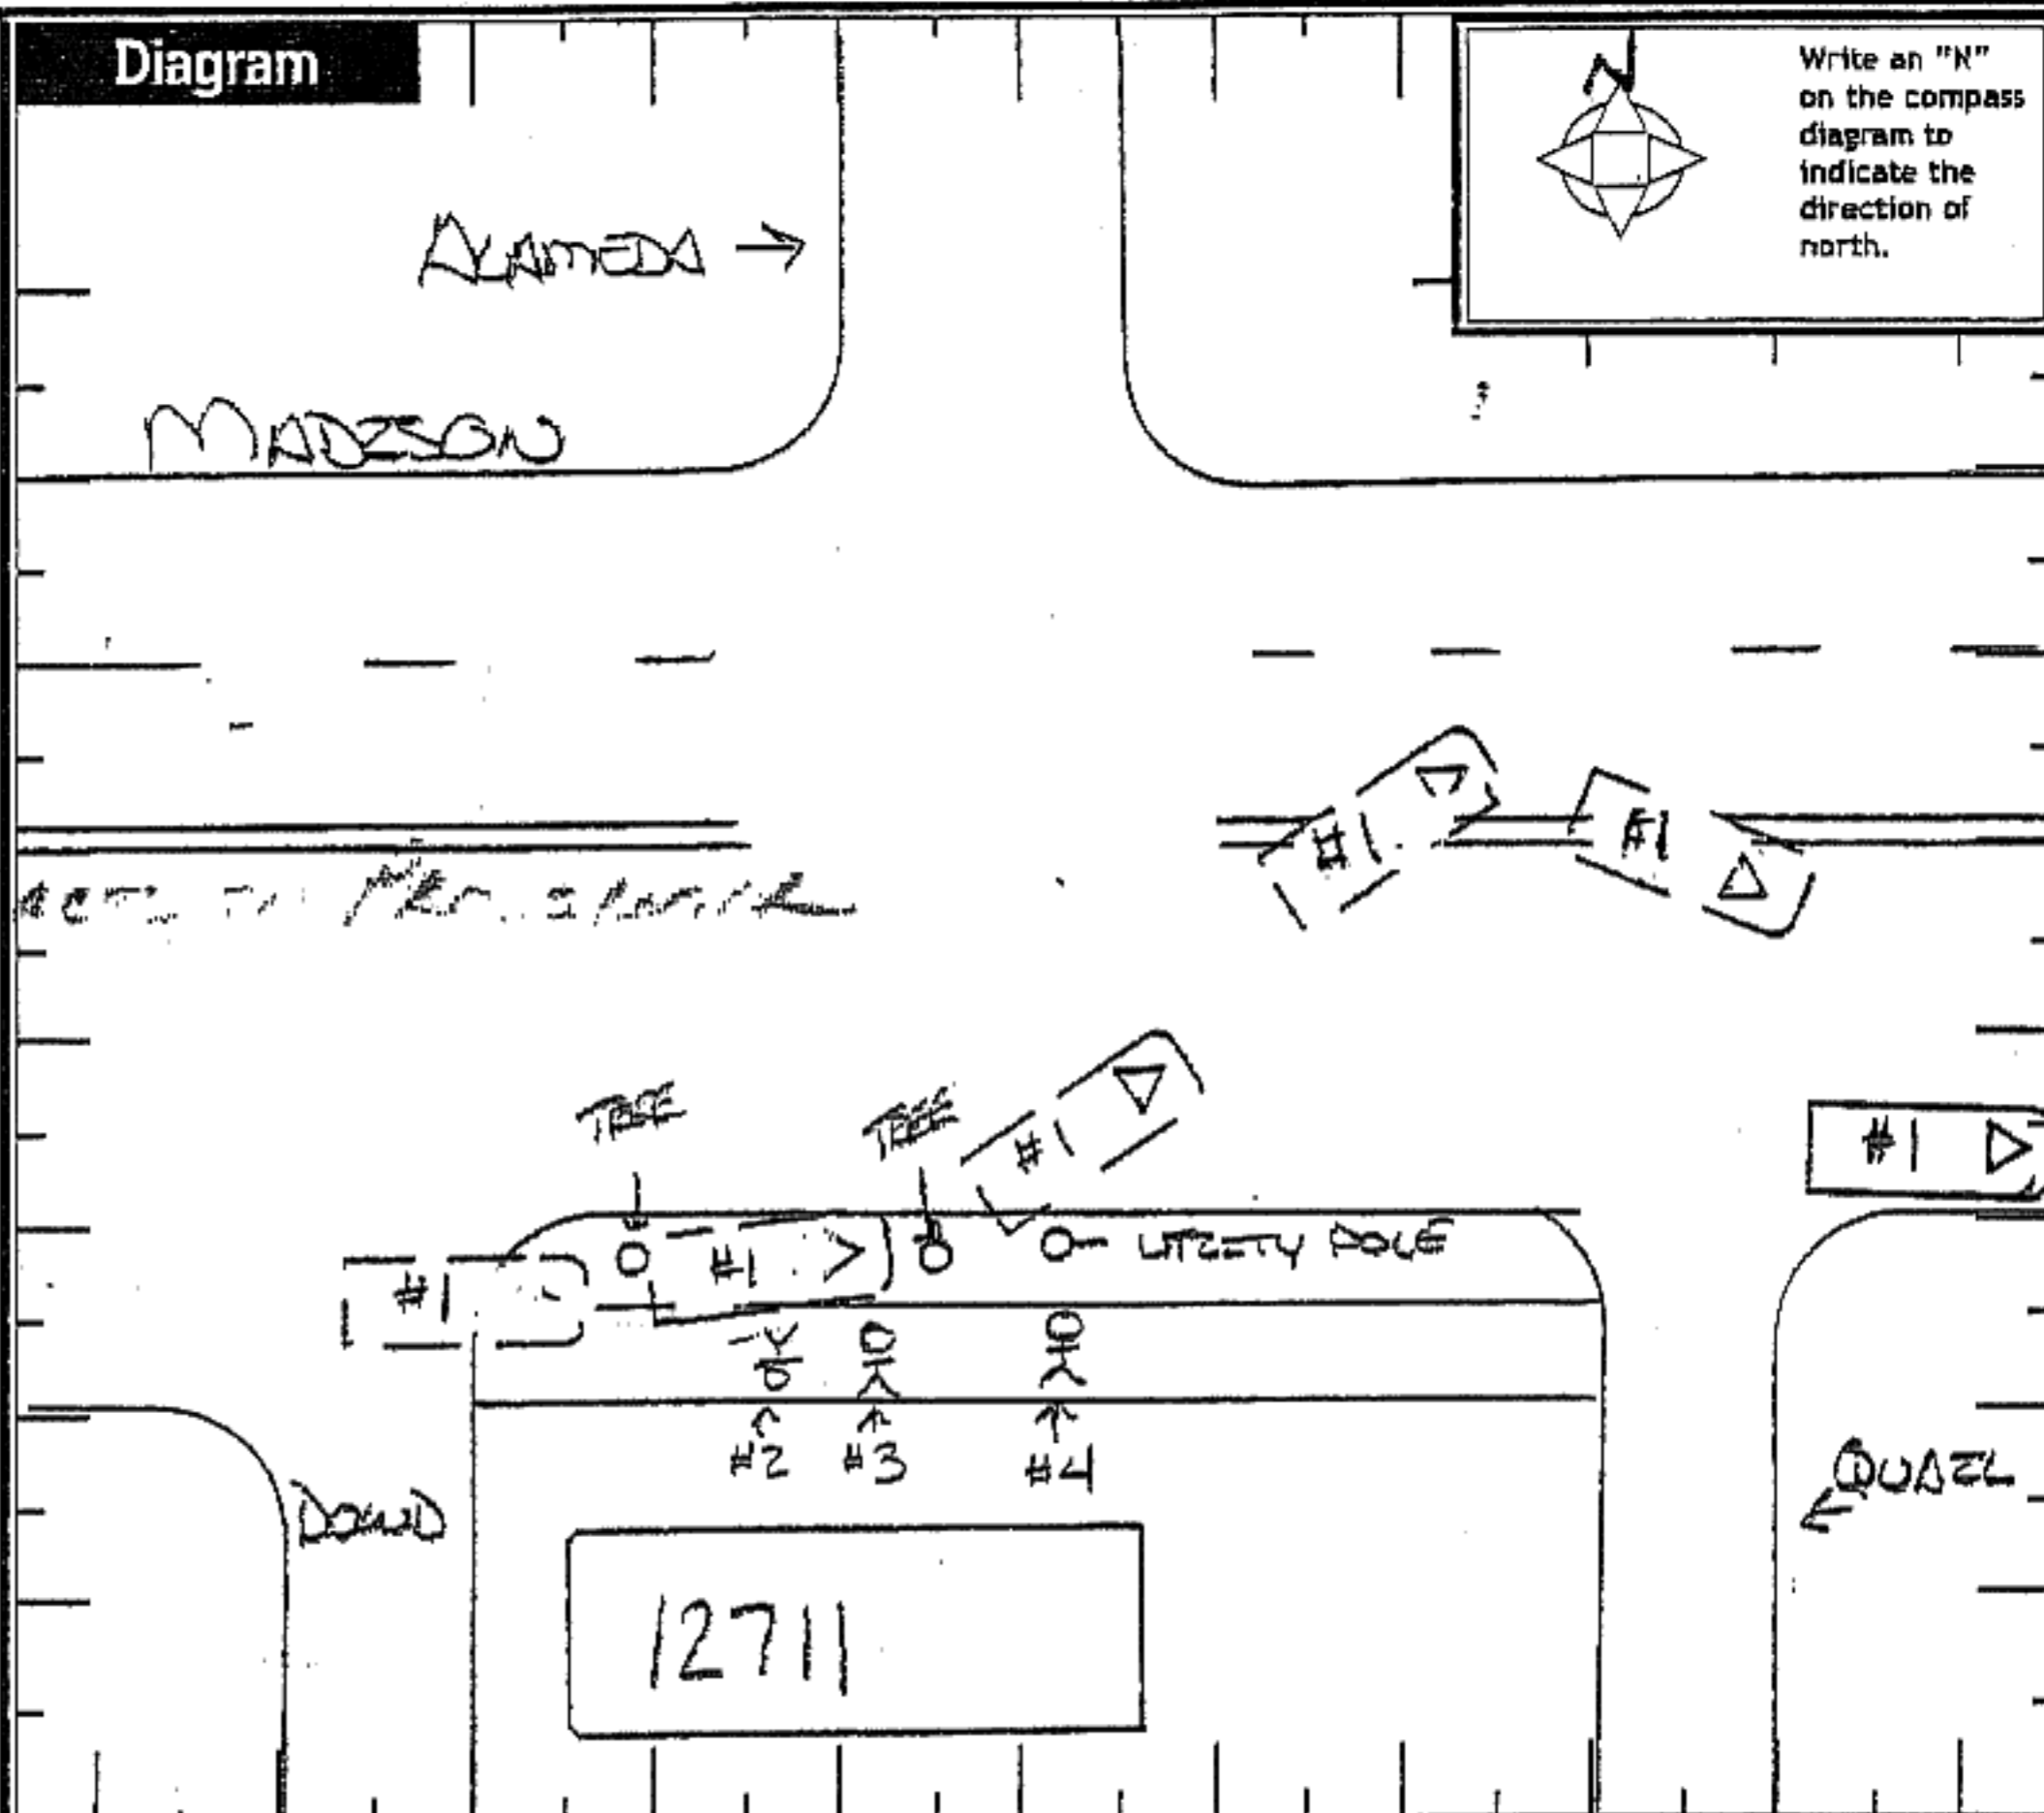 Diagram
N
Write an "N"
on the compass
diagram to
indicate the
direction of
north.
ALAMEDA →
MADISON
#1
#1
TREE
TREE
#1
#1
#1
#1
UTILITY POLE
#2
#3
#4
DOWD
QUAIL
12711